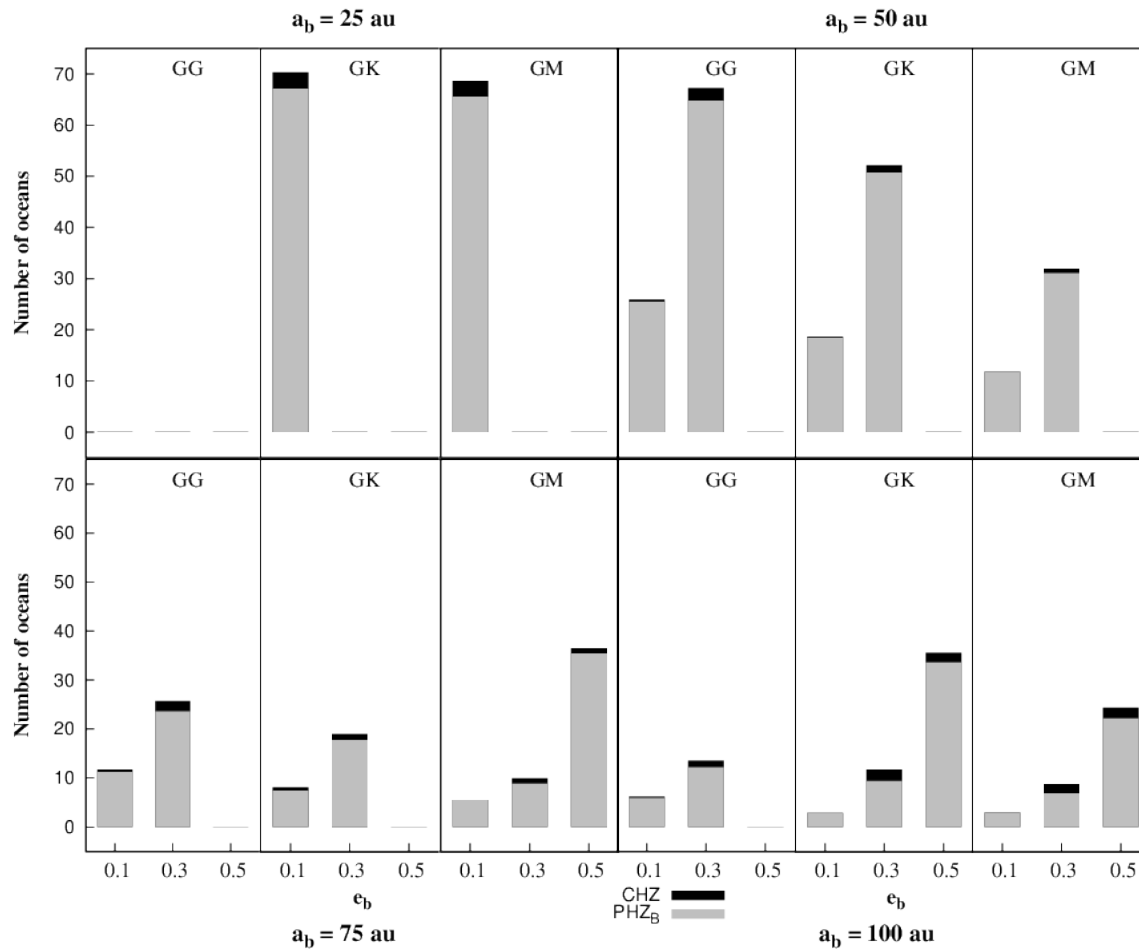 a_b = 25 au
a_b = 50 au
GG GK GM GG GK GM
70
60
50
40
30
20
10
0
Number of oceans
GG GK GM GG GK GM
70
60
50
40
30
20
10
0
Number of oceans
0.1 0.3 0.5 0.1 0.3 0.5 0.1 0.3 0.5 0.1 0.3 0.5 0.1 0.3 0.5 0.1 0.3 0.5
e_b
e_b
CHZ
PHZ_B
a_b = 75 au
a_b = 100 au